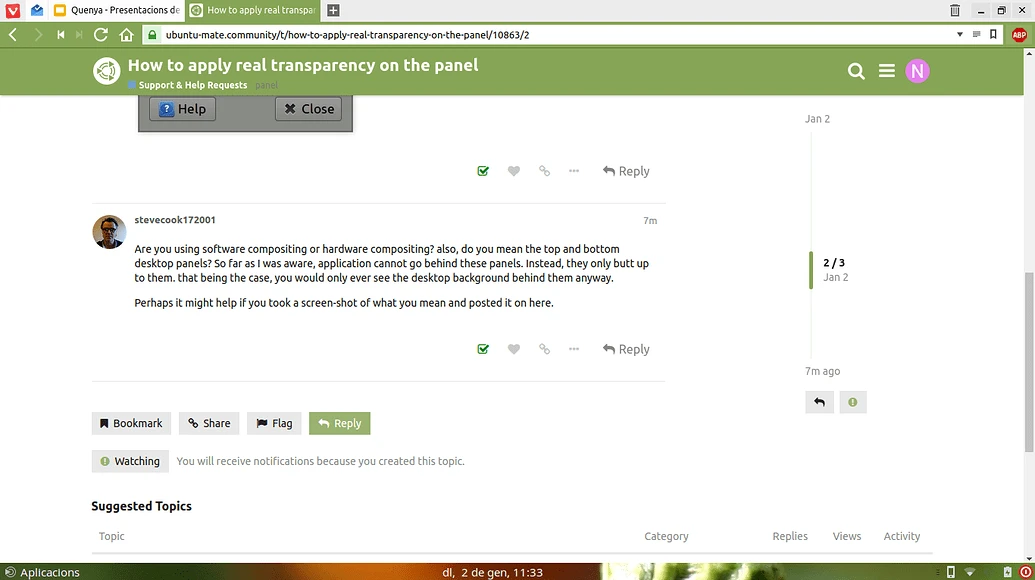 Quenya - Presentacions de
How to apply real transpar
ubuntu-mate.community/t/how-to-apply-real-transparency-on-the-panel/10863/2
ABP
How to apply real transparency on the panel
Support & Help Requests panel
N
Help
Close
Jan 2
Reply
stevecook172001
7m
Are you using software compositing or hardware compositing? also, do you mean the top and bottom
desktop panels? So far as I was aware, application cannot go behind these panels. Instead, they only butt up
to them. that being the case, you would only ever see the desktop background behind them anyway.
Perhaps it might help if you took a screen-shot of what you mean and posted it on here.
2 / 3
Jan 2
Reply
7m ago
Bookmark
Share
Flag
Reply
Watching
You will receive notifications because you created this topic.
Suggested Topics
Topic Category Replies Views Activity
Aplicacions
dl, 2 de gen, 11:33